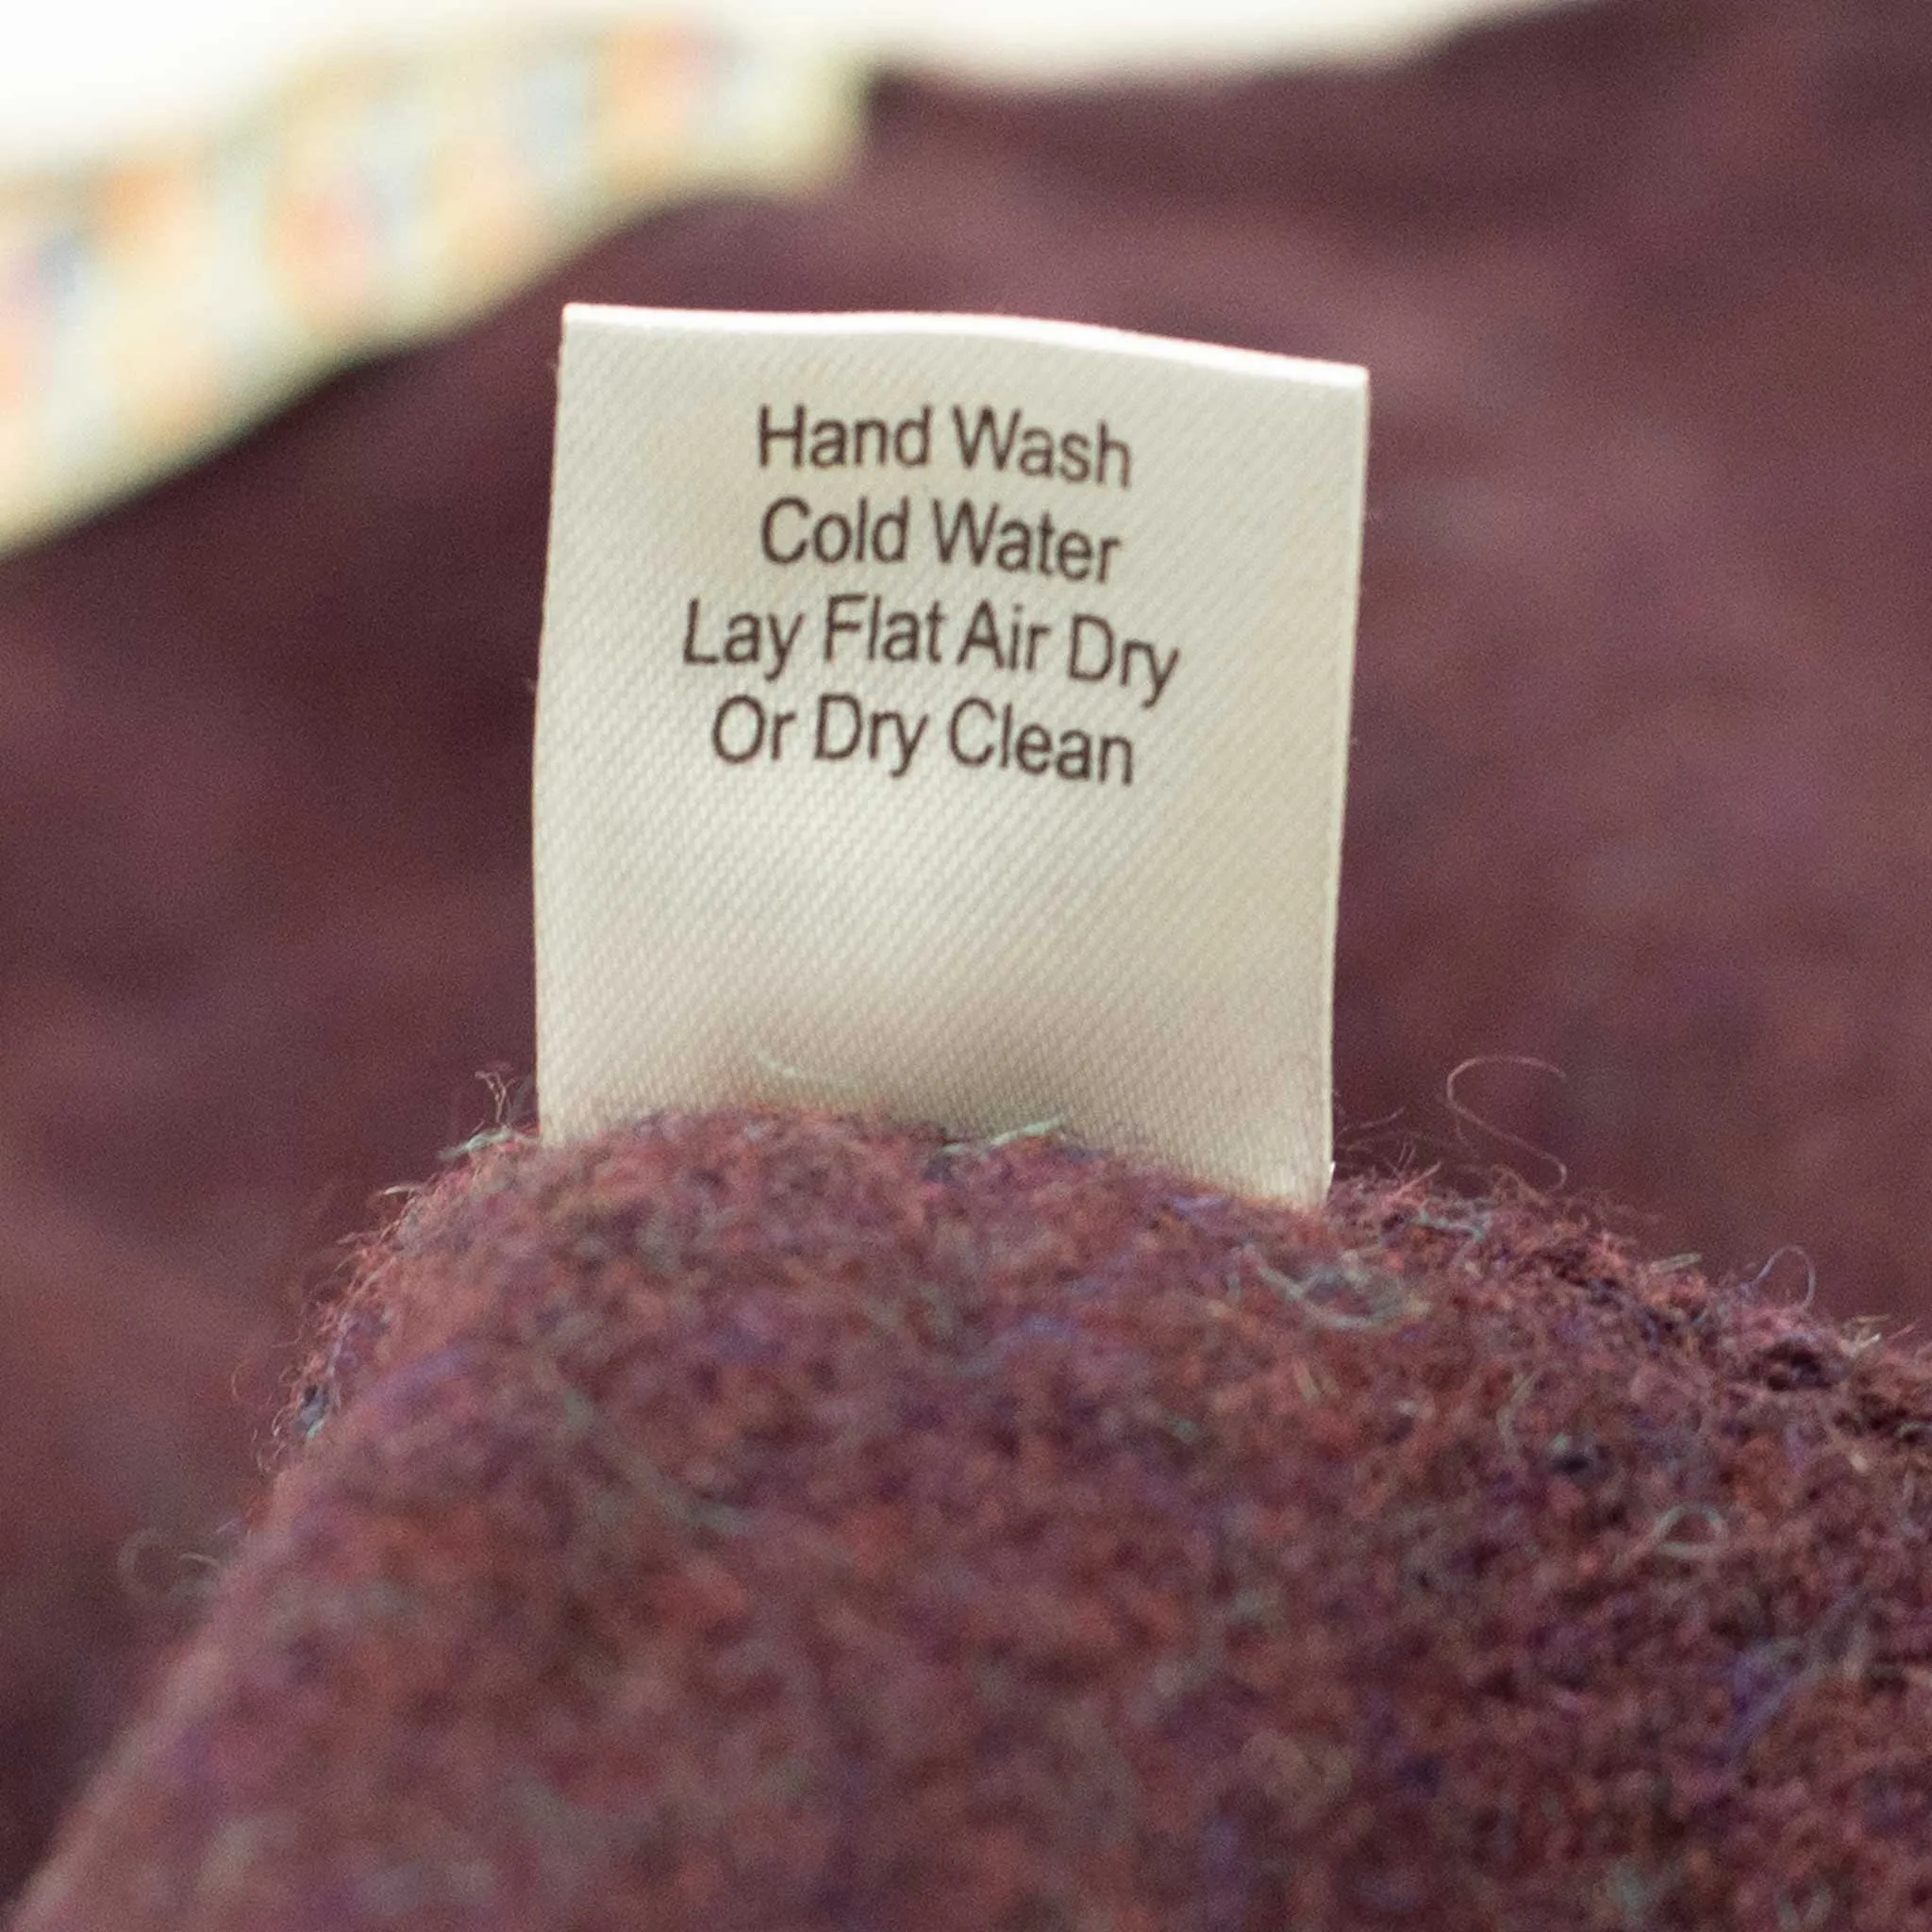 Hand Wash
Cold Water
Lay Flat Air Dry
Or Dry Clean